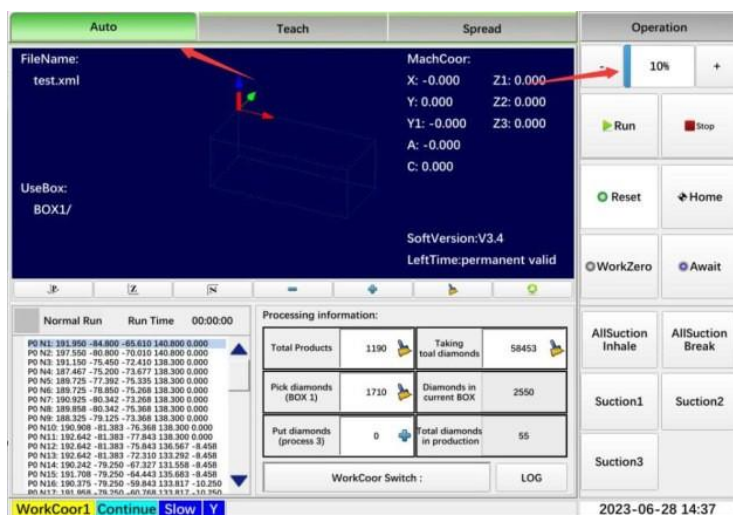 Auto
Teach
Spread
Operation
FileName:
test.xml
MachCoor:
X: -0.000 Z1: 0.000
Y: 0.000 Z2: 0.000
Y1: -0.000 Z3: 0.000
A: -0.000
C: 0.000
UseBox:
BOX1/
SoftVersion:V3.4
LeftTime:permanent valid
- 10% +
Run
Stop
Reset
Home
WorkZero
Await
AllSuction
Inhale
AllSuction
Break
Suction1
Suction2
Suction3
P
Z
N
Normal Run Run Time 00:00:00
P0 N1: 191.950 -84.800 -65.610 140.800 0.000
P0 N2: 197.550 -80.800 -70.010 140.800 0.000
P0 N3: 191.150 -75.450 -72.410 138.300 0.000
P0 N4: 187.467 -75.200 -73.677 138.300 0.000
P0 N5: 189.725 -77.392 -75.335 138.300 0.000
P0 N6: 189.725 -78.850 -75.268 138.300 0.000
P0 N7: 190.925 -80.342 -73.268 138.300 0.000
P0 N8: 189.858 -80.342 -75.368 138.300 0.000
P0 N9: 188.325 -79.125 -73.368 138.300 0.000
P0 N10: 190.908 -81.383 -76.368 138.300 0.000
P0 N11: 192.642 -81.383 -77.843 138.300 0.000
P0 N12: 192.642 -81.383 -75.843 136.567 -8.458
P0 N13: 192.642 -81.383 -72.310 133.292 -8.458
P0 N14: 190.242 -79.250 -67.327 131.558 -8.458
P0 N15: 191.708 -79.250 -64.443 135.683 -8.458
P0 N16: 190.375 -79.250 -59.843 133.817 -10.250
P0 N17: 191.958 -79.250 -60.768 133.817 -10.250
Processing information:
Total Products 1190
Taking
toal diamonds
58453
Pick diamonds
(BOX 1)
1710
Diamonds in
current BOX
2550
Put diamonds
(process 3)
0
Total diamonds
in production
55
WorkCoor Switch :
LOG
WorkCoor1 Continue Slow Y
2023-06-28 14:37